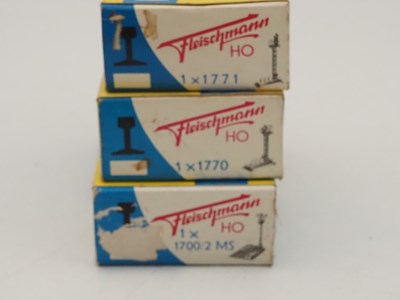 Fleischmann
HO
1 x 1771
Fleischmann
HO
1 x 1770
Fleischmann
1 x HO
1700/2 MS